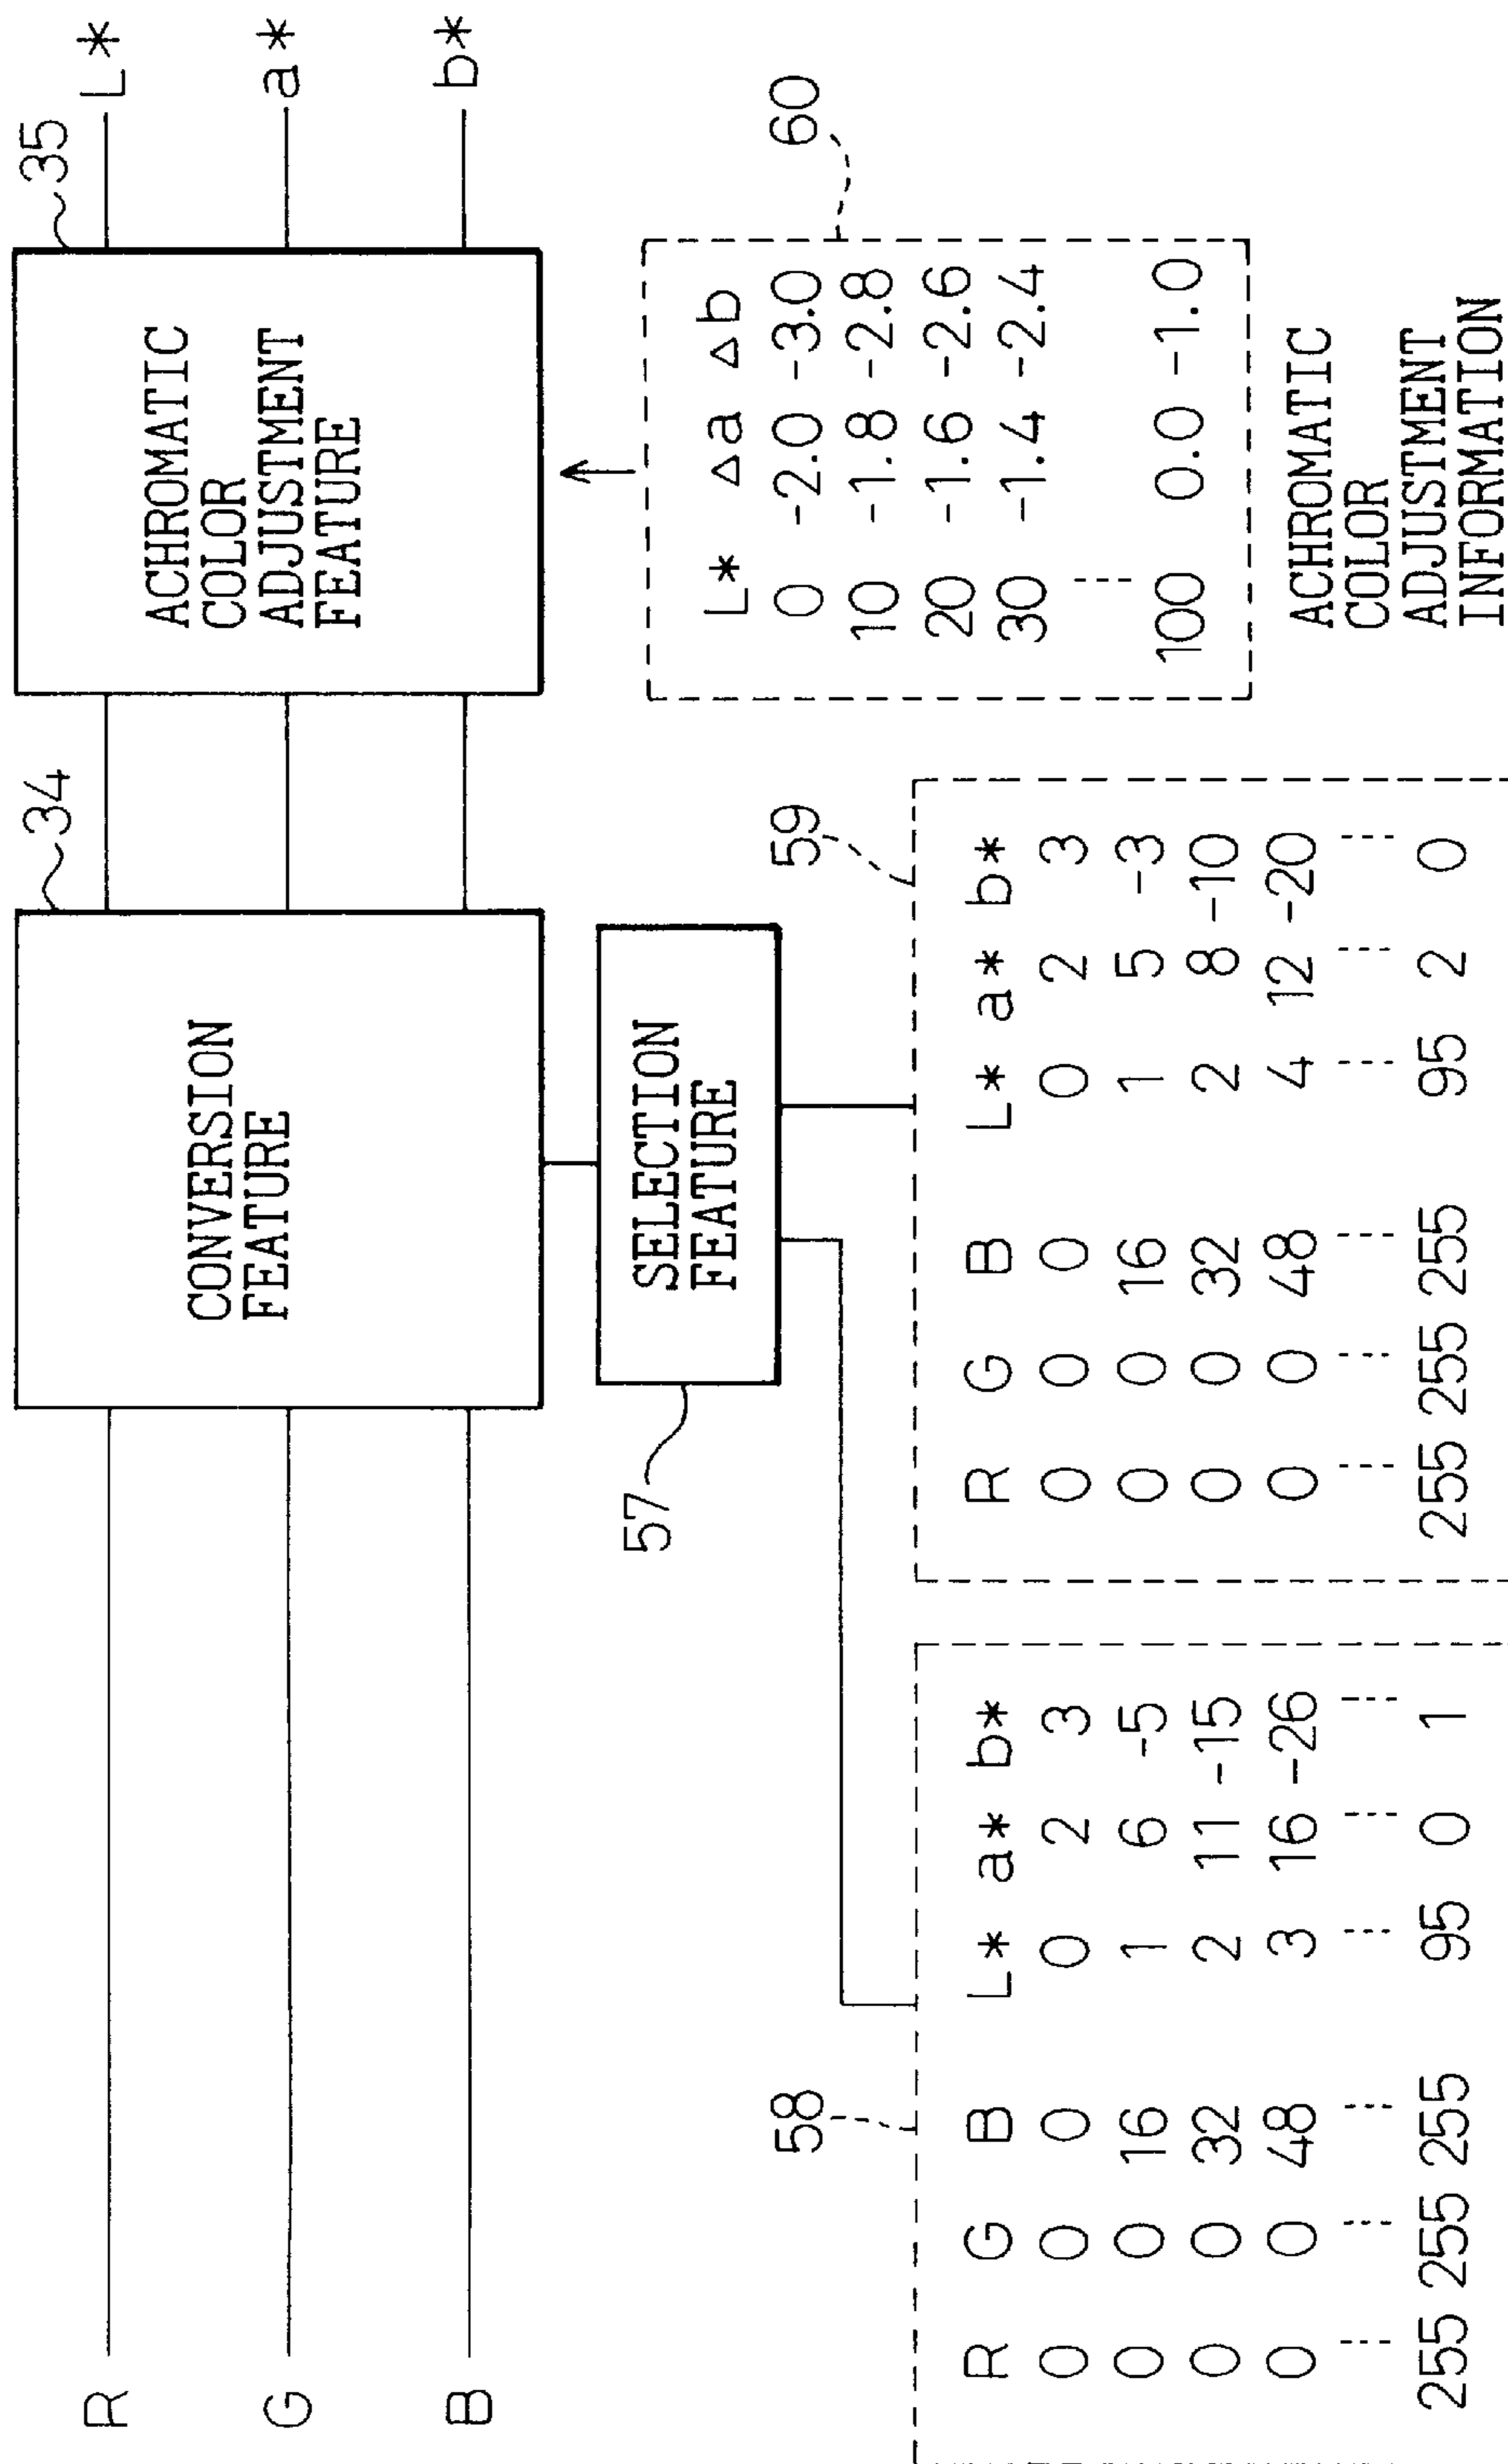 R
G
B
34
CONVERSION
FEATURE
35
ACHROMATIC
COLOR
ADJUSTMENT
FEATURE
L*
a*
b*
57
SELECTION
FEATURE
58
R G B L* a* b*
0 0 0 0 2 3
0 0 16 1 6 -5
0 0 32 2 11 -15
0 0 48 3 16 -26
255 255 255 95 0 1
59
R G B L* a* b*
0 0 0 0 2 3
0 0 16 1 5 -3
0 0 32 2 8 -10
0 0 48 4 12 -20
255 255 255 95 2 0
60
L* △a △b
0 -2.0 -3.0
10 -1.8 -2.8
20 -1.6 -2.6
30 -1.4 -2.4
100 0.0 -1.0
ACHROMATIC
COLOR
ADJUSTMENT
INFORMATION